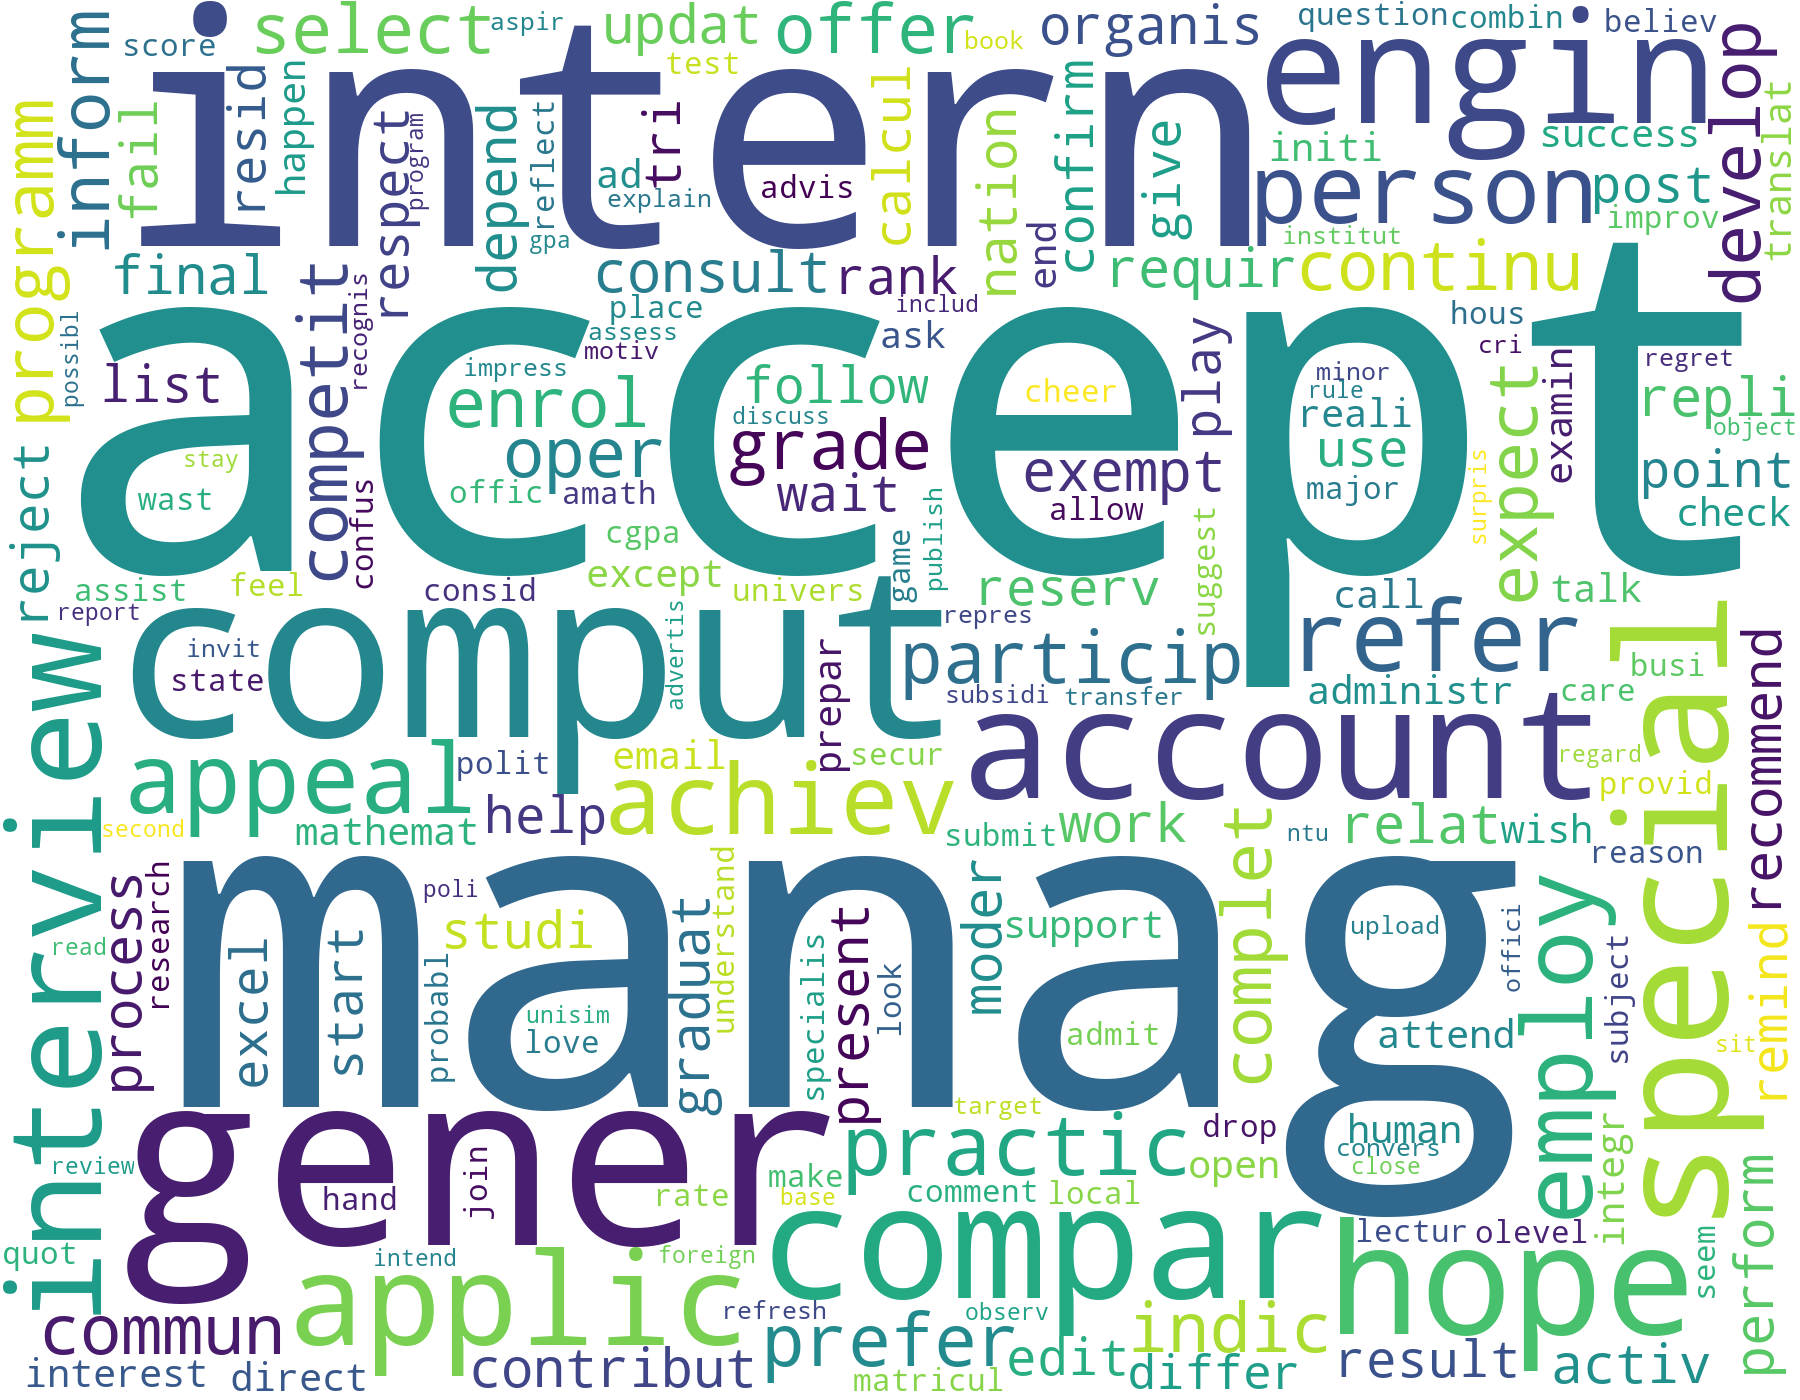 score
select
aspir
updat
offer
book
organis
question
combin
believ
test
inform
fail
resid
happen
intern
engin
develop
translat
programm
respect
program
depend
reflect
gpa
ad
explain
tri
advis
calcul
nation
confirm
give
end
initi
success
person
post
improv
institut
final
competit
recognis
consult
rank
requir
continu
possibl
place
assess
motiv
includ
ask
hous
cri
regret
accept
list
impress
enrol
follow
cheer
play
minor
rule
reali
expect
examin
repli
object
discuss
oper
grade
use
stay
wast
offic
amath
wait
exempt
major
surpris
point
reject
confus
cgpa
allow
check
publish
game
suggest
assist
feel
consid
except
univers
reserv
call
talk
report
comput
advertis
repres
refer
special
invit
state
prepar
particip
busi
recommend
subsidi
transfer
administr
care
interview
account
appeal
polit
email
secur
regard
provid
second
mathemat
help
achiev
submit
work
complet
ntu
relat
wish
reason
process
research
manag
poli
moder
employ
read
excel
start
studi
graduat
understand
present
support
upload
offici
subject
remind
probabl
unisim
love
specialis
look
admit
attend
sit
gener
target
practic
drop
human
convers
close
integr
review
hand
join
rate
make
base
open
comment
local
compar
lectur
olevel
hope
seem
perform
quot
intend
foreign
applic
commun
refresh
observ
prefer
indic
interest
direct
contribut
matricul
edit
differ
result
activ